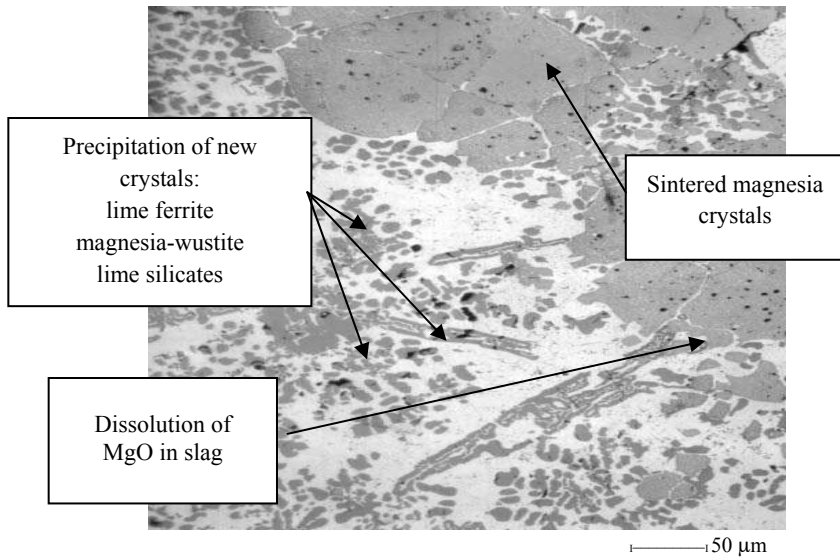 Precipitation of new
crystals:
lime ferrite
magnesia-wustite
lime silicates
Sintered magnesia
crystals
Dissolution of
MgO in slag
50 µm